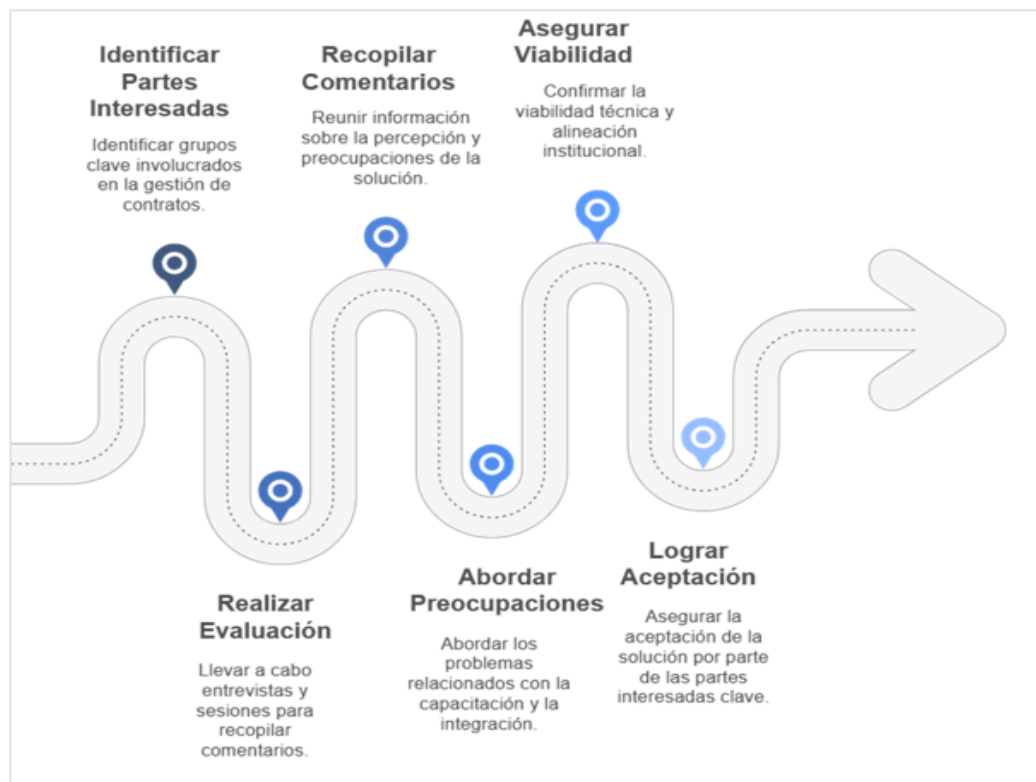 Identificar
Partes
Interesadas
Identificar grupos
clave involucrados
en la gestión de
contratos.
Realizar
Evaluación
Llevar a cabo
entrevistas y
sesiones para
recopilar
comentarios.
Recopilar
Comentarios
Reunir información
sobre la percepción y
preocupaciones de la
solución.
Abordar
Preocupaciones
Abordar los
problemas
relacionados con la
capacitación y la
integración.
Asegurar
Viabilidad
Confirmar la
viabilidad técnica y
alineación
institucional.
Lograr
Aceptación
Asegurar la
aceptación de la
solución por parte
de las partes
interesadas clave.